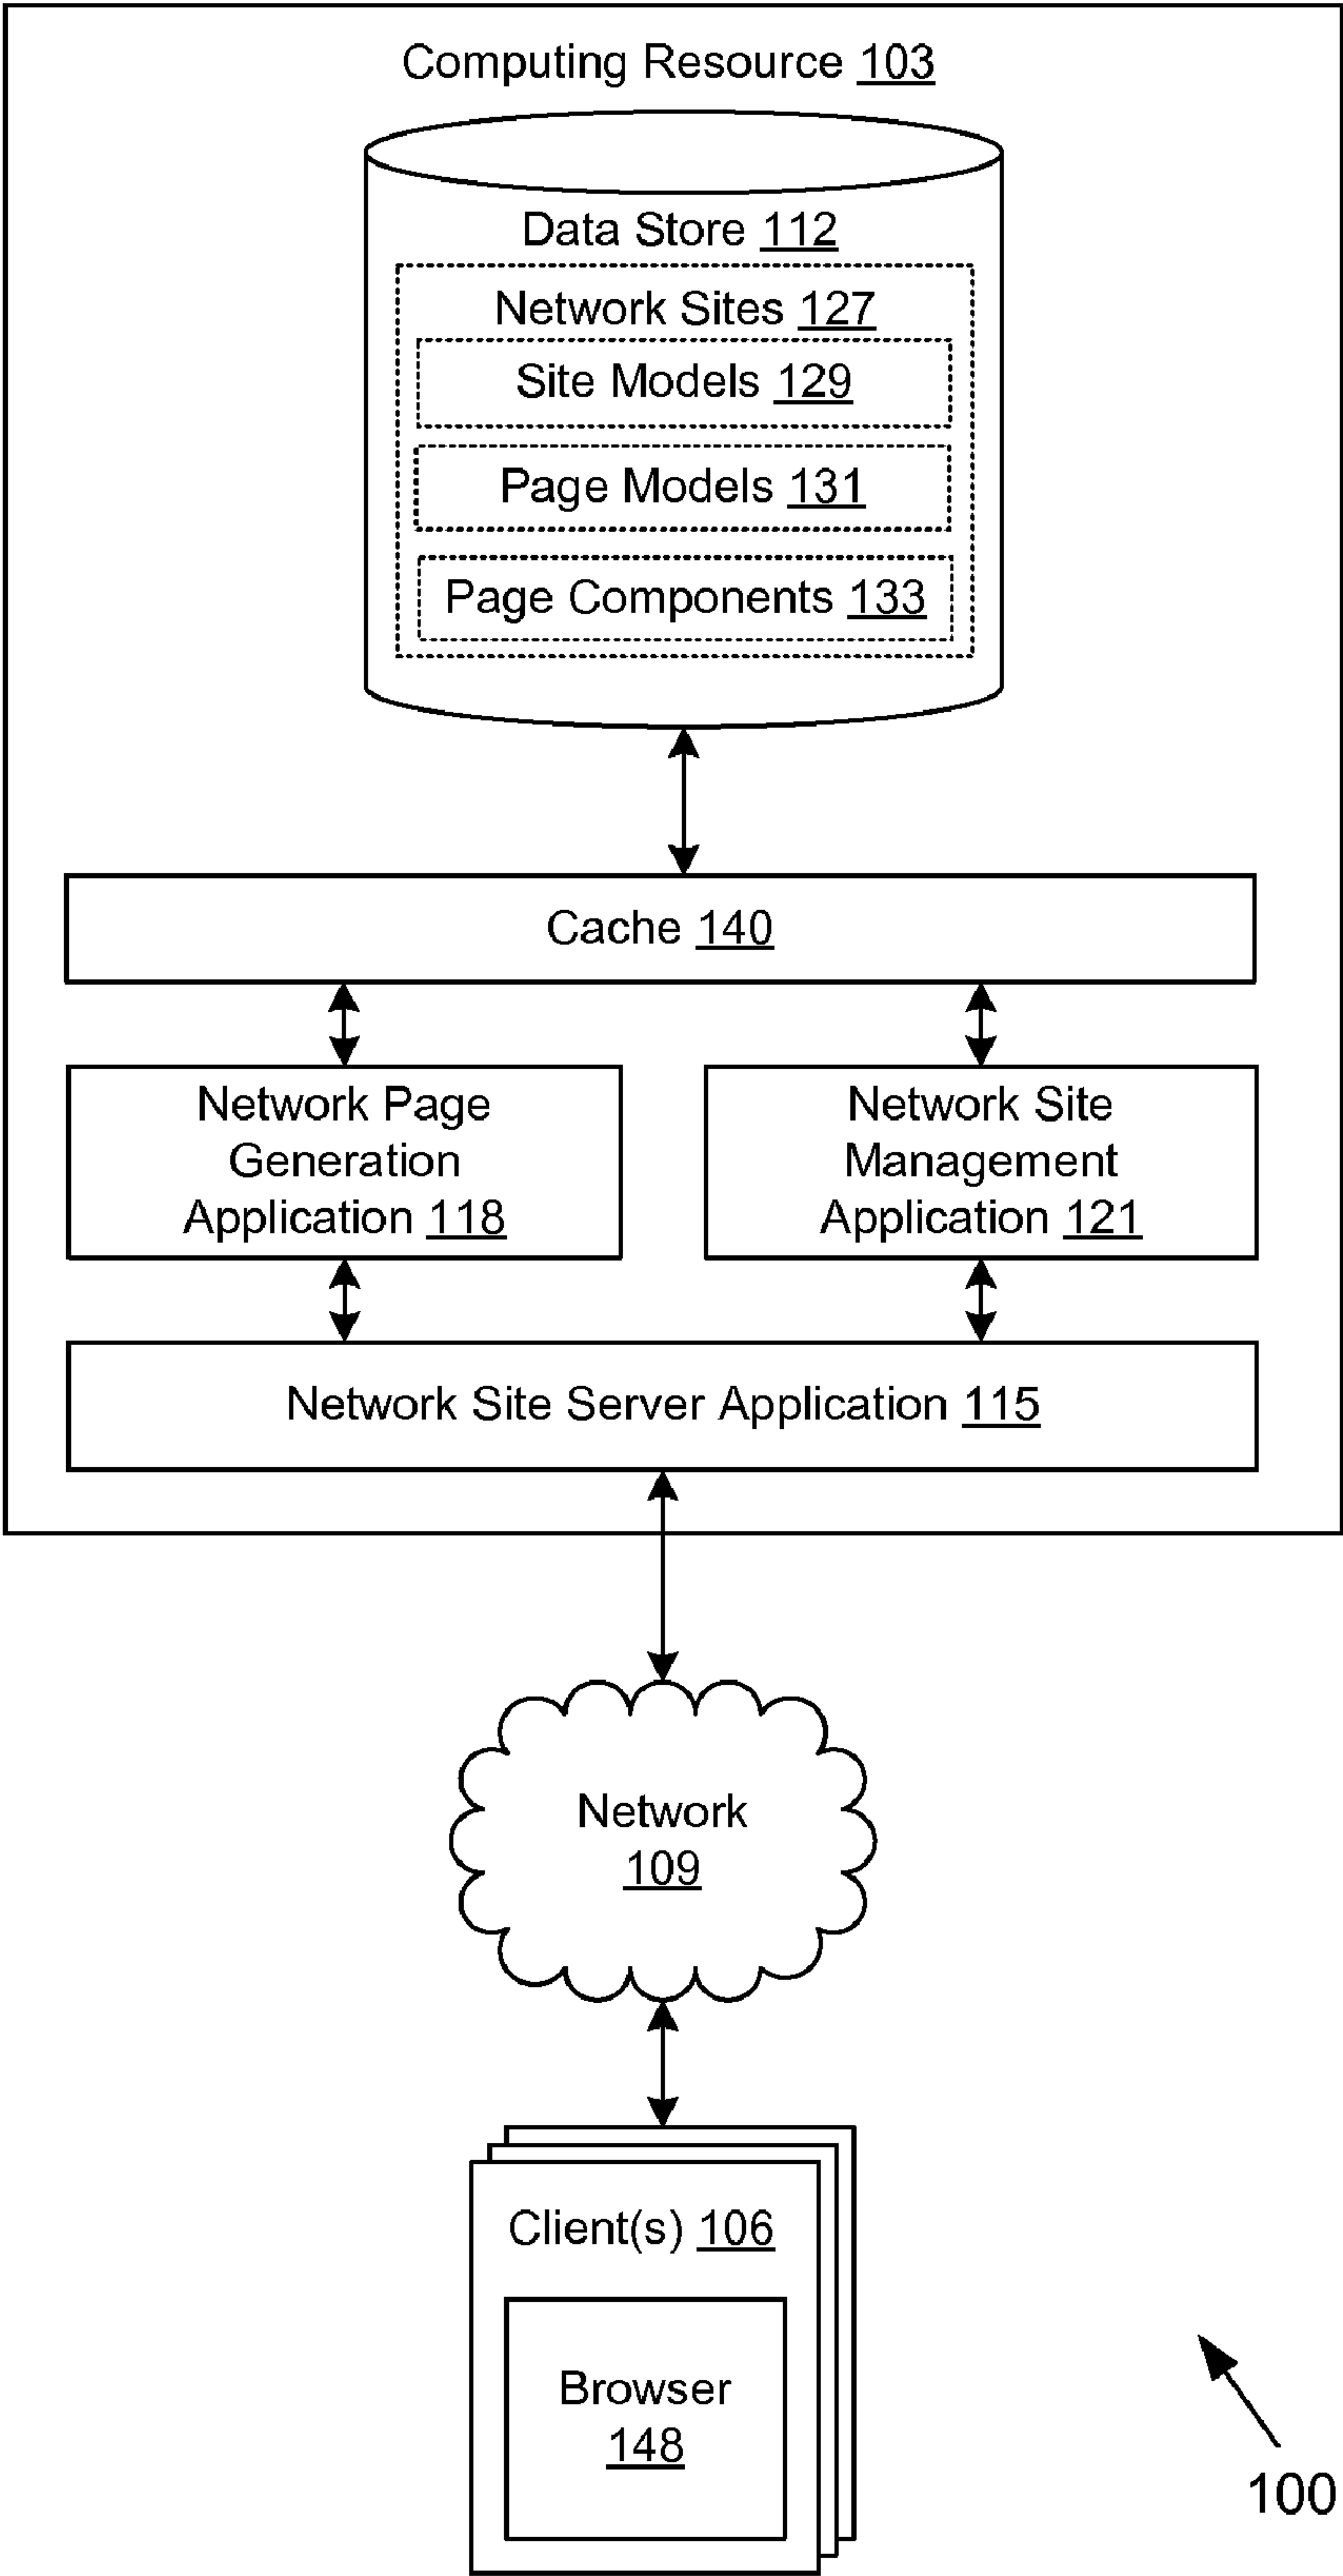 Computing Resource 103
Data Store 112
Network Sites 127
Site Models 129
Page Models 131
Page Components 133
Cache 140
Network Page
Generation
Application 118
Network Site
Management
Application 121
Network Site Server Application 115
Network
109
Client(s) 106
Browser
148
100